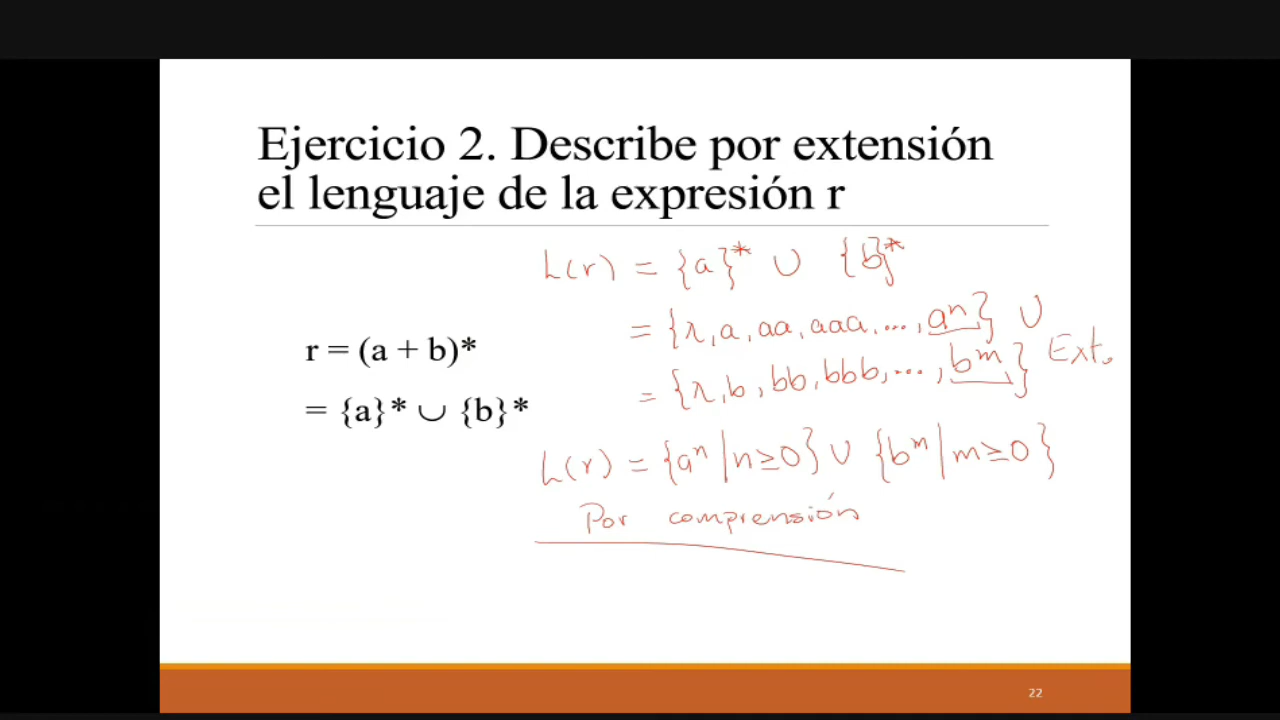 Ejercicio 2. Describe por extensión
el lenguaje de la expresión r
L(r) = {a}* ∪ {b}*
= {λ, a, aa, aaa, ..., aⁿ} ∪
r = (a + b)*
= {λ, b, bb, bbb, ..., bᵐ} Ext.
= {a}* ∪ {b}*
L(r) = {aⁿ | n≥0} ∪ {bᵐ | m≥0}
Por comprensión
22